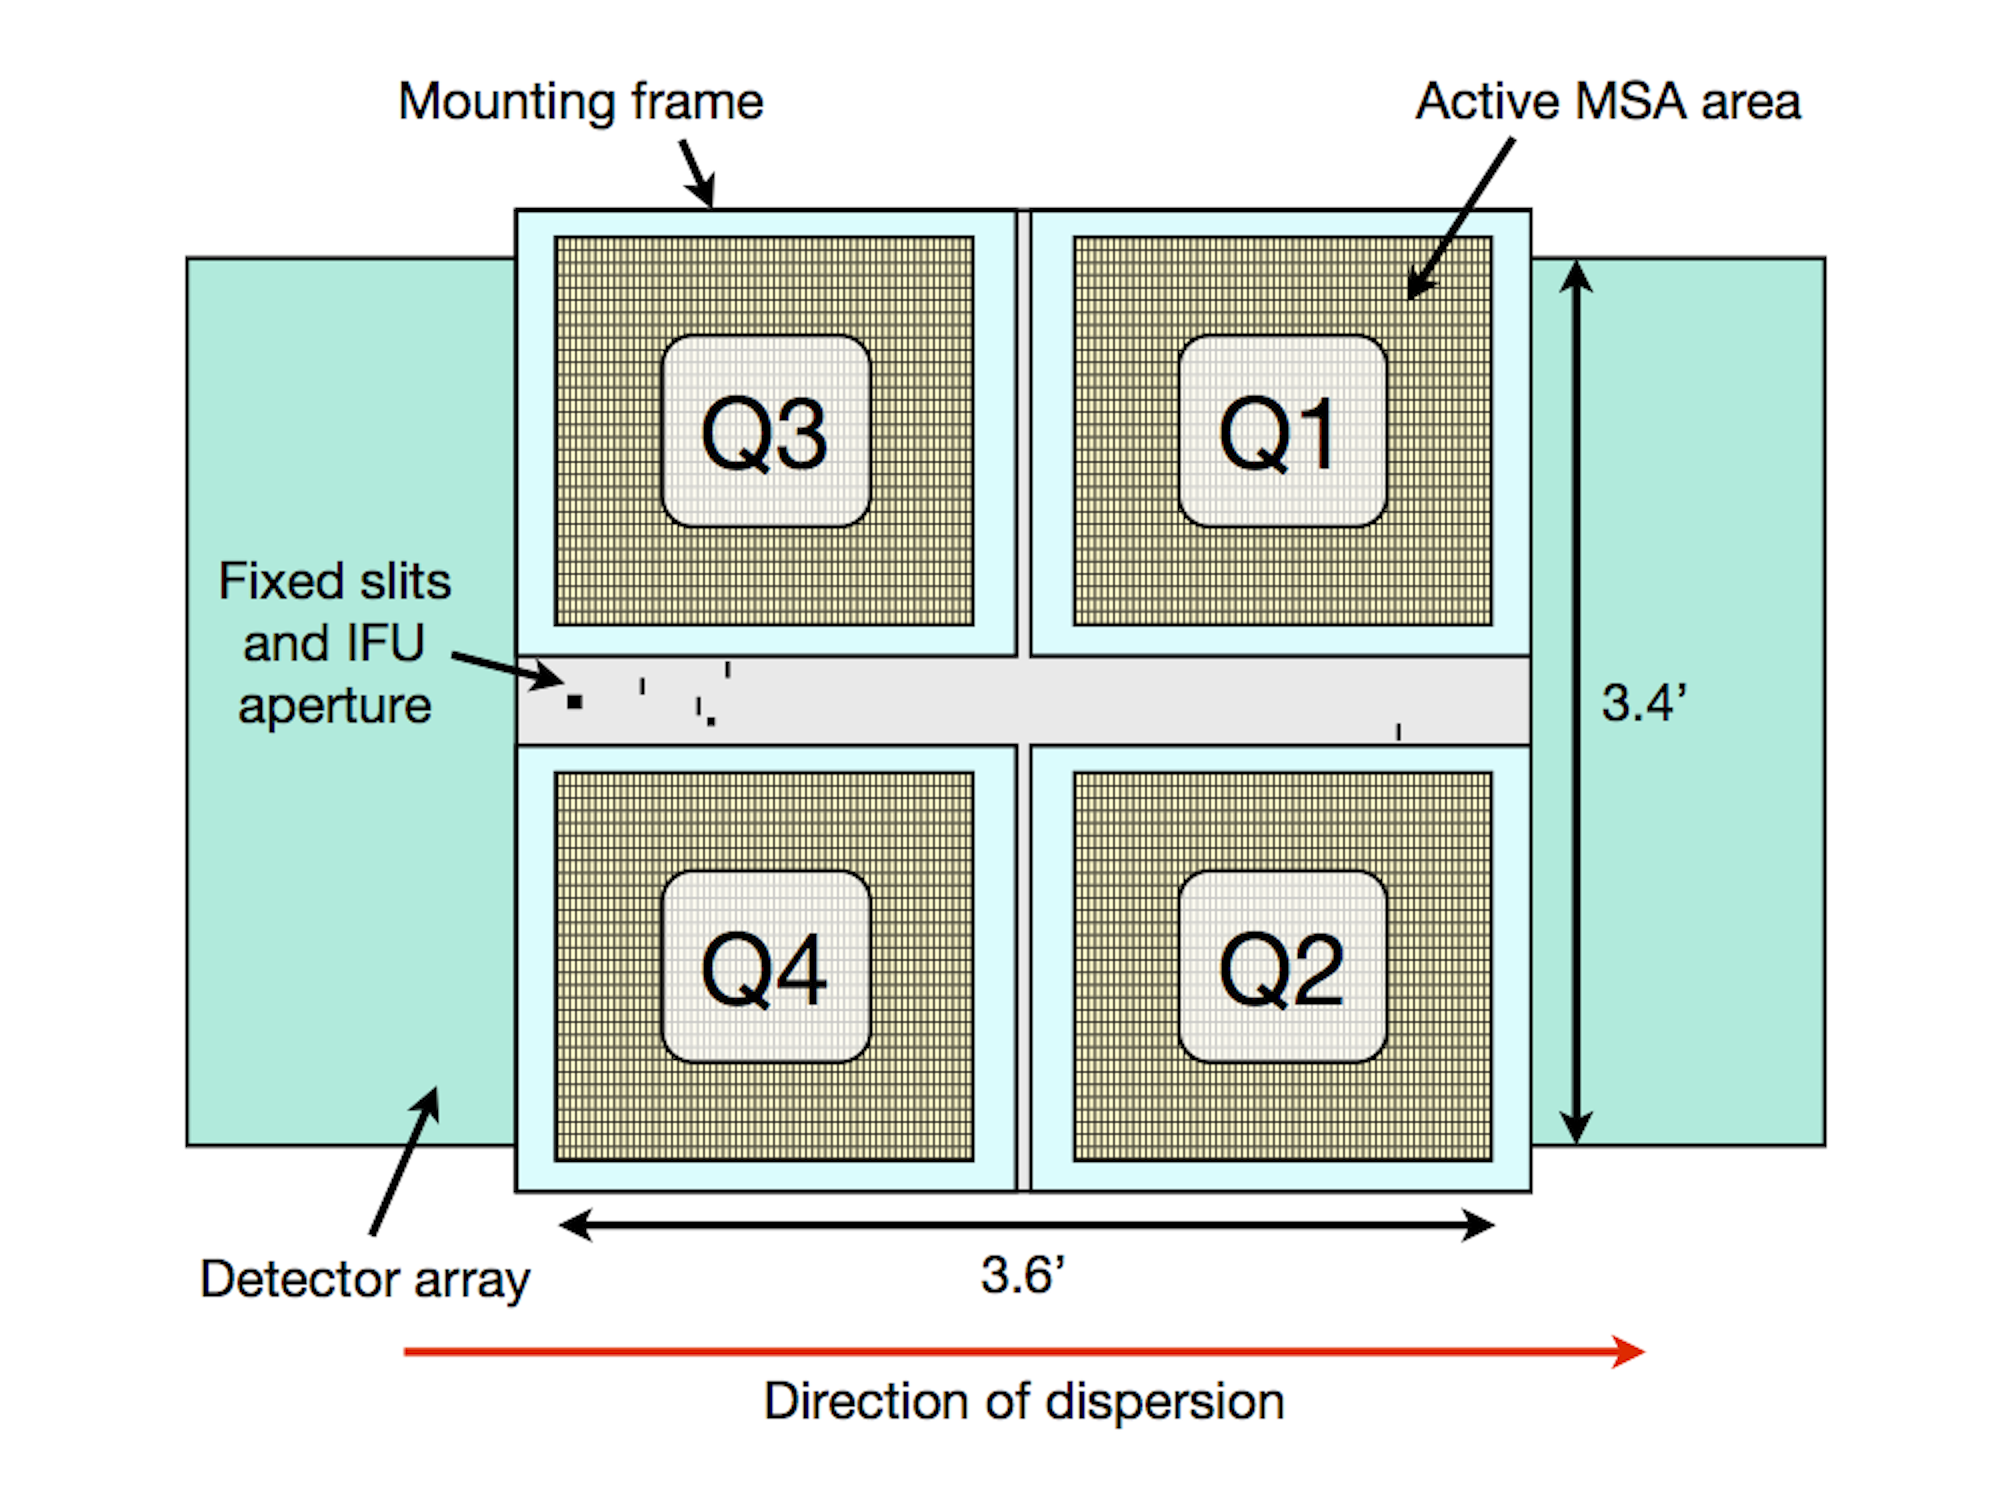 Mounting frame
Active MSA area
Q3
Q1
Fixed slits
and IFU
aperture
3.4’
Q4
Q2
Detector array
3.6’
Direction of dispersion